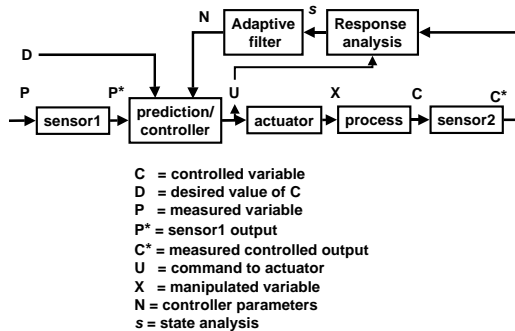 N
Adaptive
filter
s
Response
analysis
D
P
P*
U
X
C
C*
sensor1
prediction/
controller
actuator
process
sensor2
C = controlled variable
D = desired value of C
P = measured variable
P* = sensor1 output
C* = measured controlled output
U = command to actuator
X = manipulated variable
N = controller parameters
s = state analysis